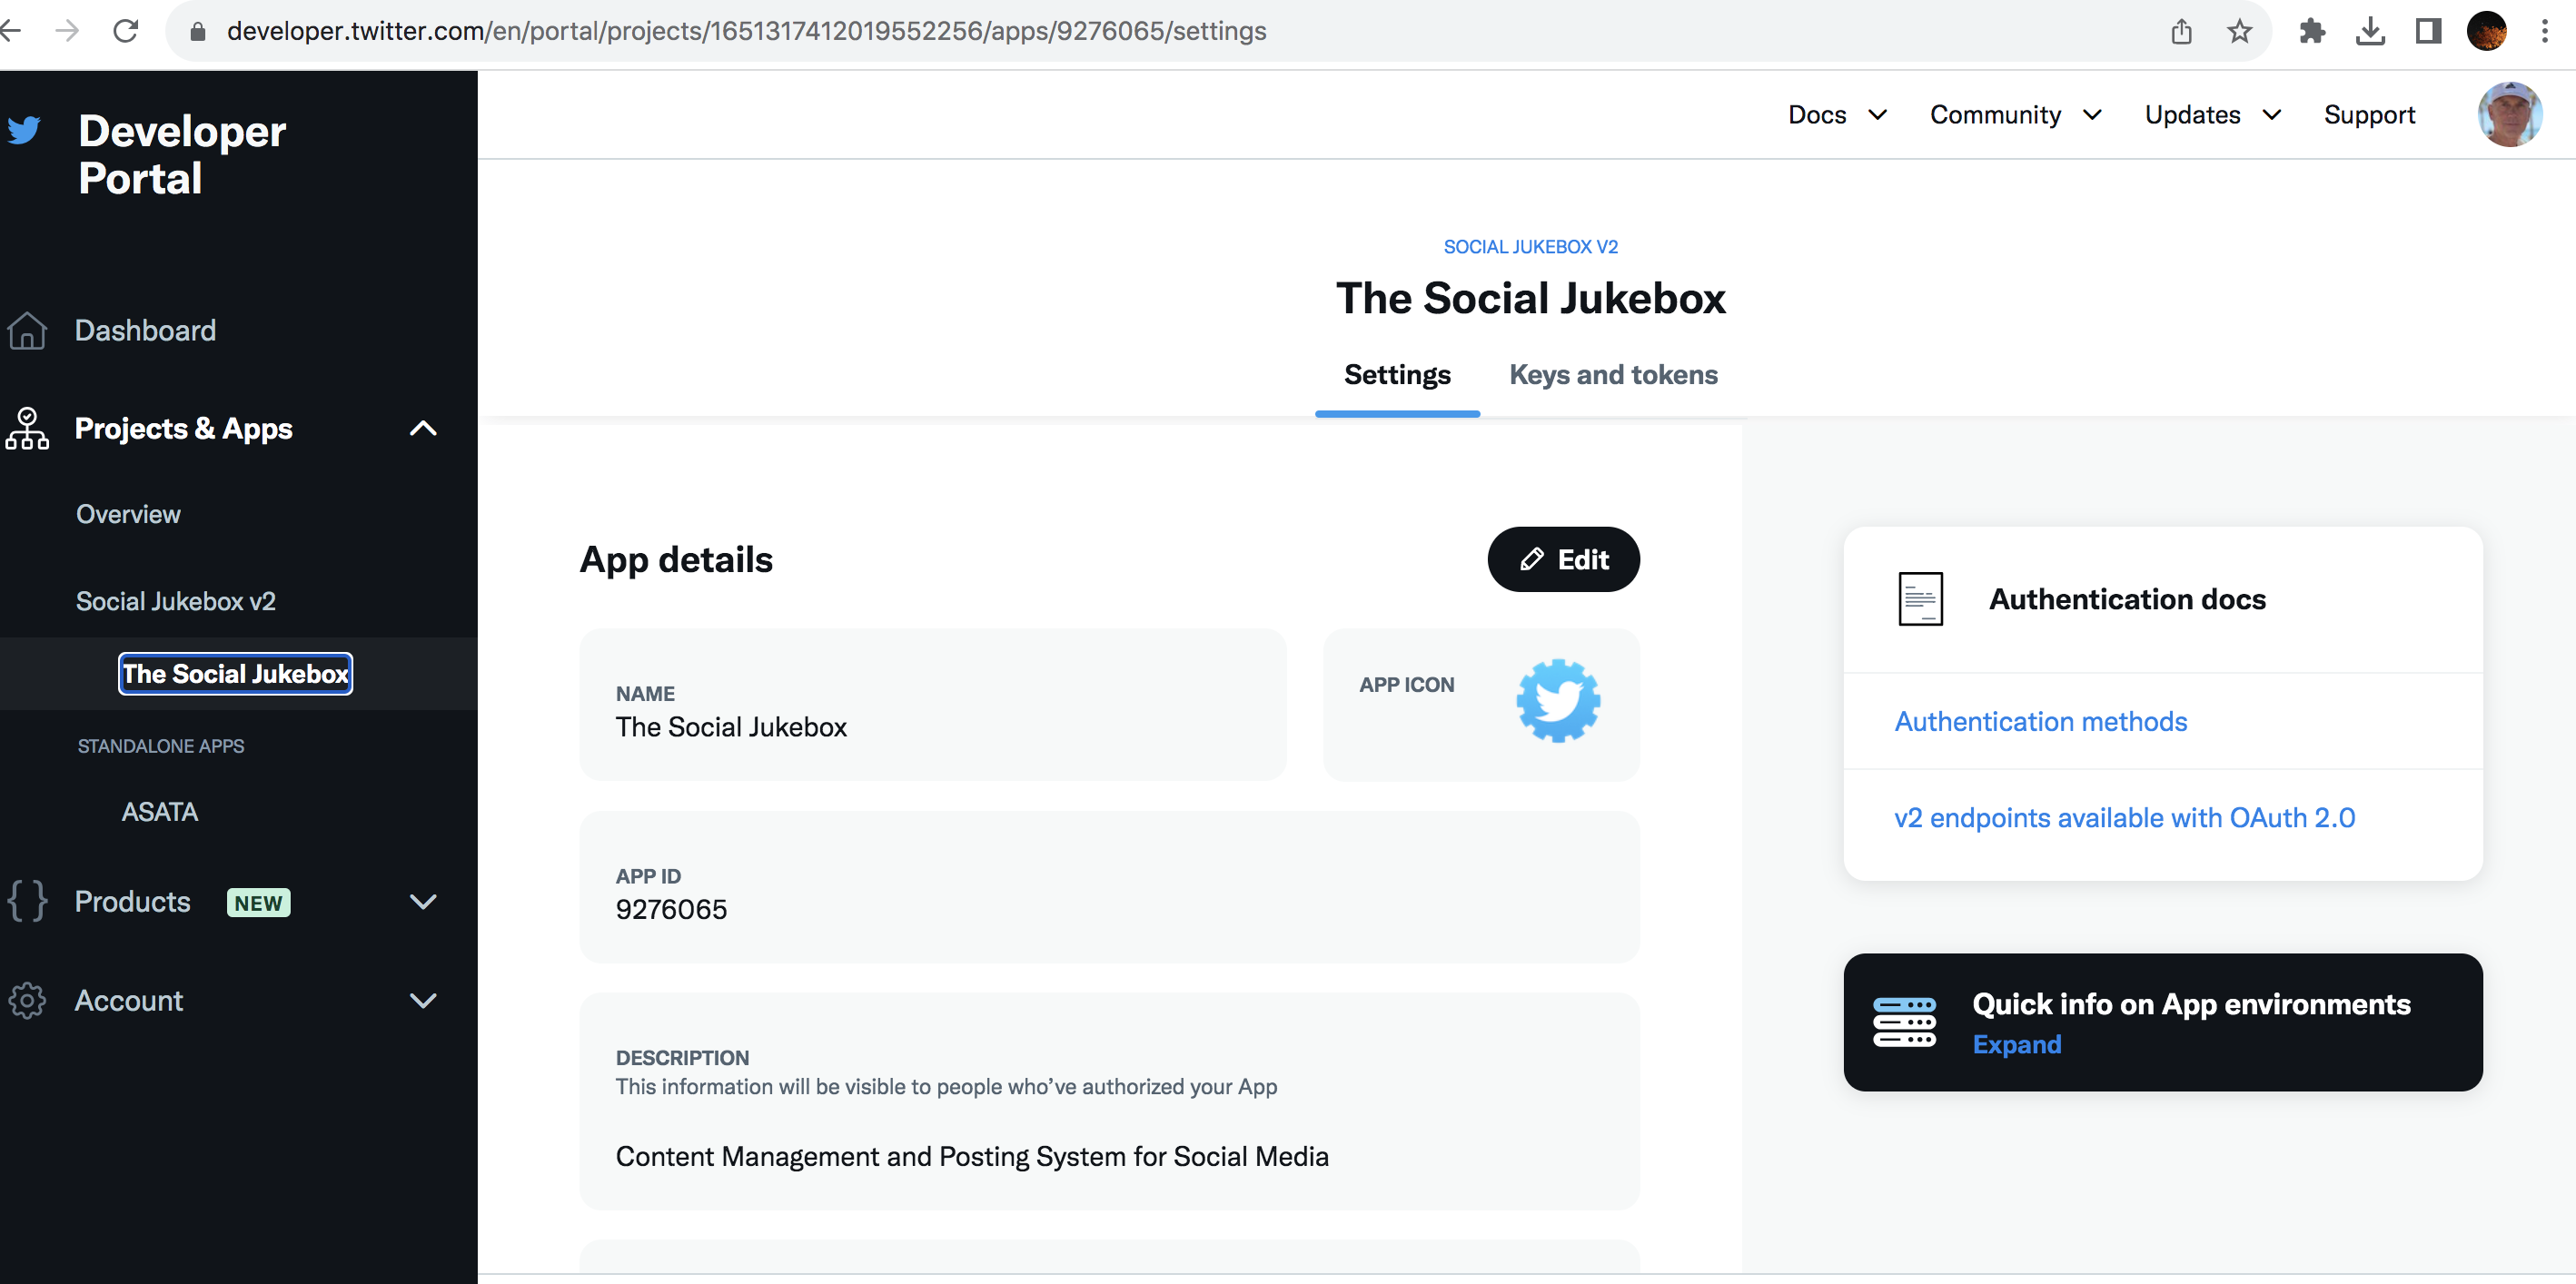 developer.twitter.com/en/portal/projects/1651317412019552256/apps/9276065/settings
Developer
Portal
Docs
Community
Updates
Support
Dashboard
Projects & Apps
Overview
Social Jukebox v2
The Social Jukebox
STANDALONE APPS
ASATA
Products NEW
Account
SOCIAL JUKEBOX V2
The Social Jukebox
Settings
Keys and tokens
App details
Edit
NAME
The Social Jukebox
APP ICON
APP ID
9276065
DESCRIPTION
This information will be visible to people who’ve authorized your App
Content Management and Posting System for Social Media
Authentication docs
Authentication methods
v2 endpoints available with OAuth 2.0
Quick info on App environments
Expand